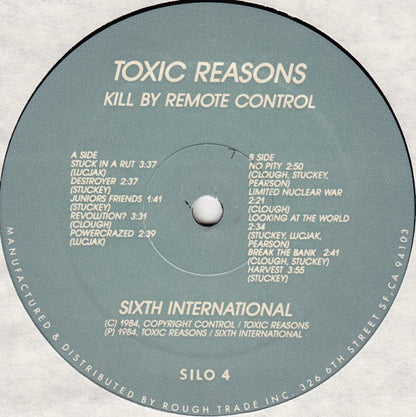 TOXIC REASONS
KILL BY REMOTE CONTROL
A SIDE
STUCK IN A RUT 3:37
(LUCJAK)
DESTROYER 2:37
(STUCKEY)
JUNIORS FRIENDS 1:41
(STUCKEY)
REVOLUTION? 3:31
(CLOUGH)
POWERCRAZED 2:39
(LUCJAK)
B SIDE
NO PITY 2:50
(CLOUGH, STUCKEY,
PEARSON)
LIMITED NUCLEAR WAR
2:21
(CLOUGH)
LOOKING AT THE WORLD
2:34
(STUCKEY, LUCJAK,
PEARSON)
BREAK THE BANK 2:41
(CLOUGH, STUCKEY)
HARVEST 3:55
(STUCKEY)
SIXTH INTERNATIONAL
(C) 1984, COPYRIGHT CONTROL / TOXIC REASONS
(P) 1984, TOXIC REASONS / SIXTH INTERNATIONAL
SILO 4
MANUFACTURED & DISTRIBUTED BY ROUGH TRADE INC. 326 6TH STREET SF, CA 94103